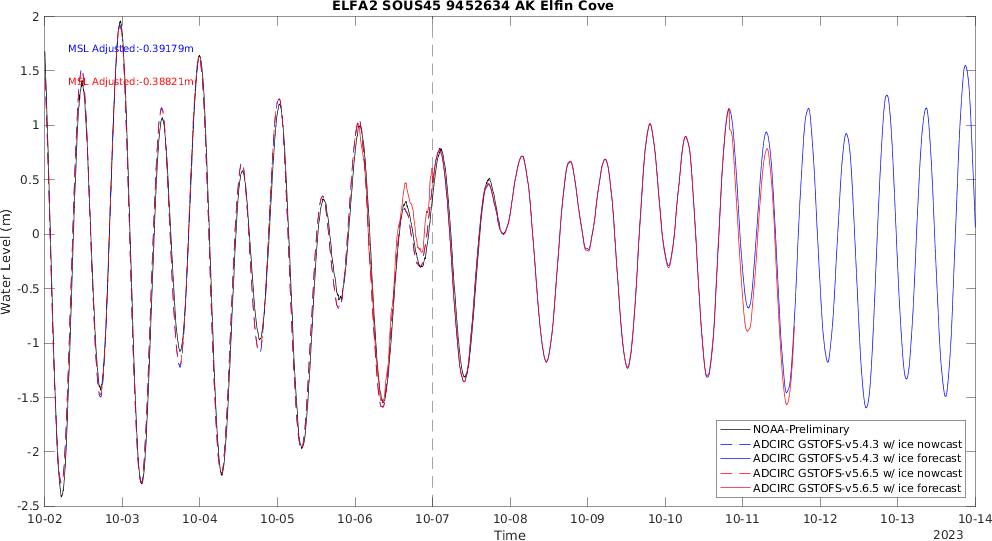 ELFA2 SOUS45 9452634 AK Elfin Cove
MSL Adjusted:-0.39179m
MSL Adjusted:-0.38821m
Water Level (m)
2
1.5
1
0.5
0
-0.5
-1
-1.5
-2
-2.5
NOAA-Preliminary
ADCIRC GSTOFS-v5.4.3 w/ ice nowcast
ADCIRC GSTOFS-v5.4.3 w/ ice forecast
ADCIRC GSTOFS-v5.6.5 w/ ice nowcast
ADCIRC GSTOFS-v5.6.5 w/ ice forecast
10-02 10-03 10-04 10-05 10-06 10-07 10-08 10-09 10-10 10-11 10-12 10-13 10-14
Time
2023